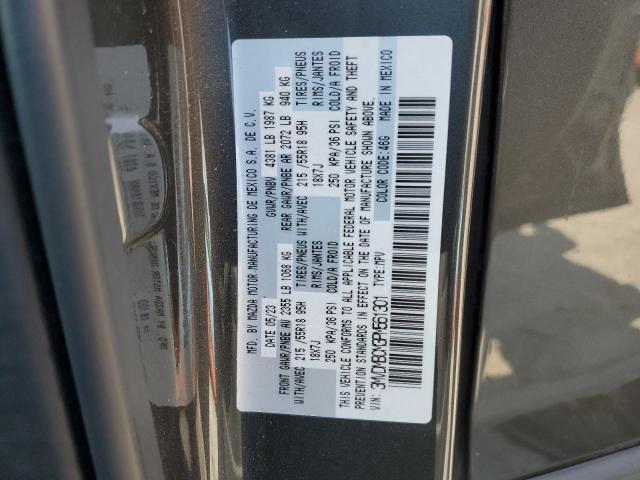 MFD. BY MAZDA MOTOR MANUFACTURING DE MEXICO S.A. DE C.V.
DATE 05/23 GVWR/PNBV 4381 LB 1987 KG
FRONT GAWR/PNBE AV 2355 LB 1068 KG REAR GAWR/PNBE AR 2072 LB 940 KG
WITH/AVEC 215 /55R18 95H TIRES/PNEUS WITH/AVEC 215 /55R18 95H TIRES/PNEUS
18X7J RIMS/JANTES 18X7J RIMS/JANTES
250 KPA/36 PSI COLD/A FROID 250 KPA/36 PSI COLD/A FROID
THIS VEHICLE CONFORMS TO ALL APPLICABLE FEDERAL MOTOR VEHICLE SAFETY AND THEFT
PREVENTION STANDARDS IN EFFECT ON THE DATE OF MANUFACTURE SHOWN ABOVE.
COLOR CODE:46G MADE IN MEXICO
V:N: 3MVDMBCM3PM561301 TYPE:MPV